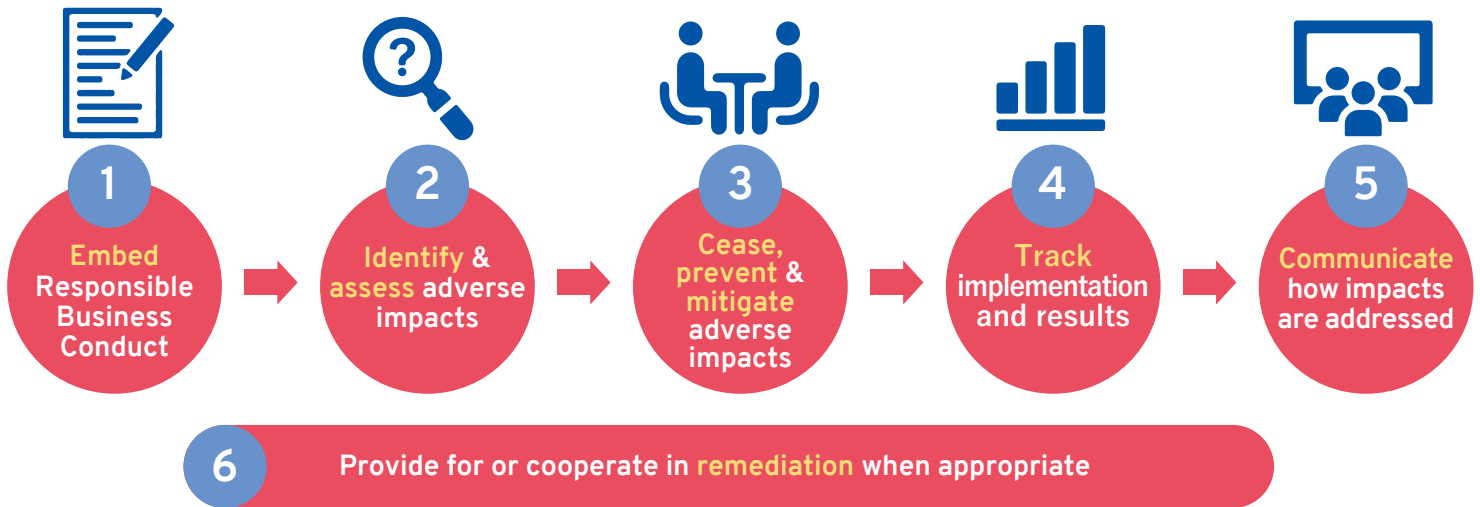 ?
1
Embed
Responsible
Business
Conduct
2
Identify &
assess adverse
impacts
3
Cease,
prevent &
mitigate
adverse
impacts
4
Track
implementation
and results
5
Communicate
how impacts
are addressed
6
Provide for or cooperate in remediation when appropriate